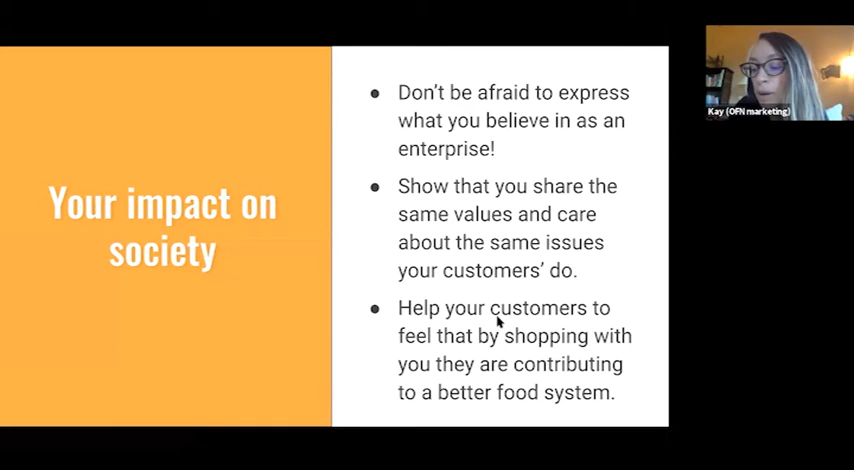 Your impact on
society
● Don't be afraid to express
what you believe in as an
enterprise!
● Show that you share the
same values and care
about the same issues
your customers' do.
● Help your customers to
feel that by shopping with
you they are contributing
to a better food system.
Kay (OFN marketing)